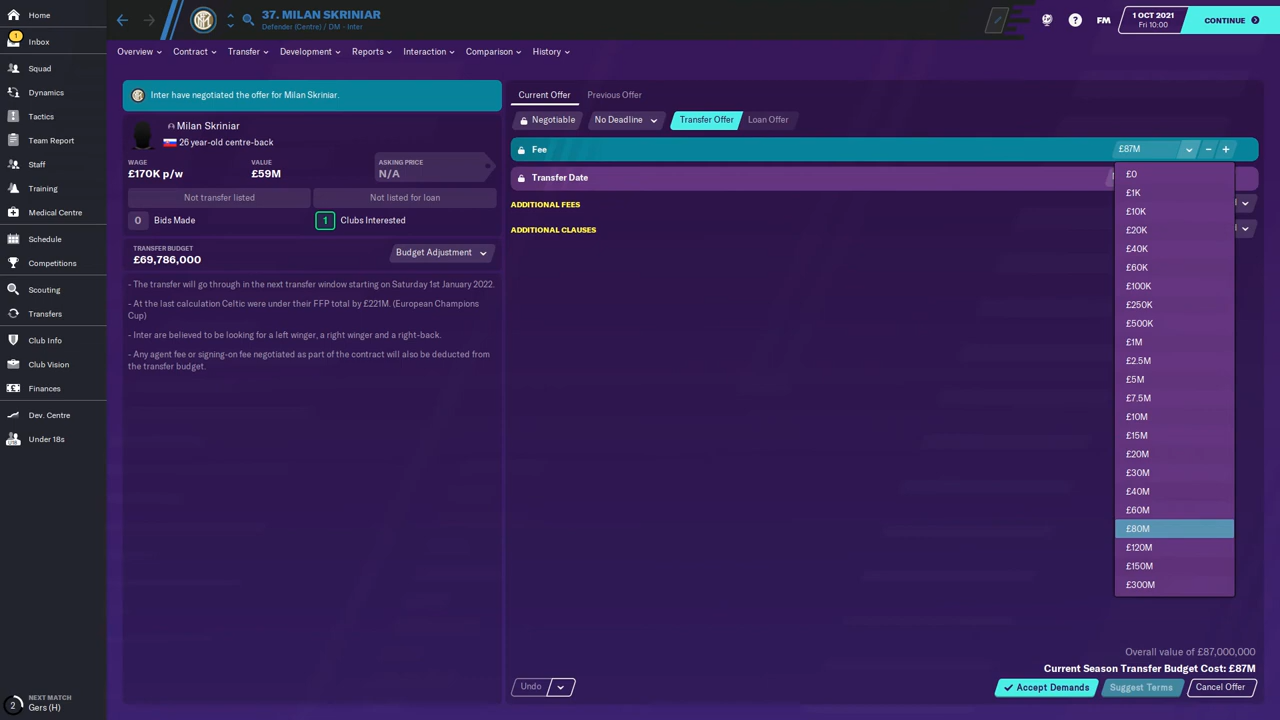 Home
Inbox
1
Squad
Dynamics
Tactics
Team Report
Staff
Training
Medical Centre
Schedule
Competitions
Scouting
Transfers
Club Info
Club Vision
Finances
Dev. Centre
Under 18s
2
NEXT MATCH
Gers (H)
37. MILAN SKRINIAR
Defender (Centre) / DM - Inter
FM
1 OCT 2021
Fri 10:00
CONTINUE
Overview
Contract
Transfer
Development
Reports
Interaction
Comparison
History
Inter have negotiated the offer for Milan Skriniar.
Milan Skriniar
26 year-old centre-back
WAGE
£170K p/w
VALUE
£59M
ASKING PRICE
N/A
Not transfer listed
Not listed for loan
0 Bids Made
1 Clubs Interested
TRANSFER BUDGET
£69,786,000
Budget Adjustment
- The transfer will go through in the next transfer window starting on Saturday 1st January 2022.
- At the last calculation Celtic were under their FFP total by £221M. (European Champions
Cup)
- Inter are believed to be looking for a left winger, a right winger and a right-back.
- Any agent fee or signing-on fee negotiated as part of the contract will also be deducted from
the transfer budget.
Current Offer
Previous Offer
Negotiable
No Deadline
Transfer Offer
Loan Offer
Fee
£87M
Transfer Date
ADDITIONAL FEES
ADDITIONAL CLAUSES
£0
£1K
£10K
£20K
£40K
£60K
£100K
£250K
£500K
£1M
£2.5M
£5M
£7.5M
£10M
£15M
£20M
£30M
£40M
£60M
£80M
£120M
£150M
£300M
Overall value of £87,000,000
Current Season Transfer Budget Cost: £87M
Undo
Accept Demands
Suggest Terms
Cancel Offer